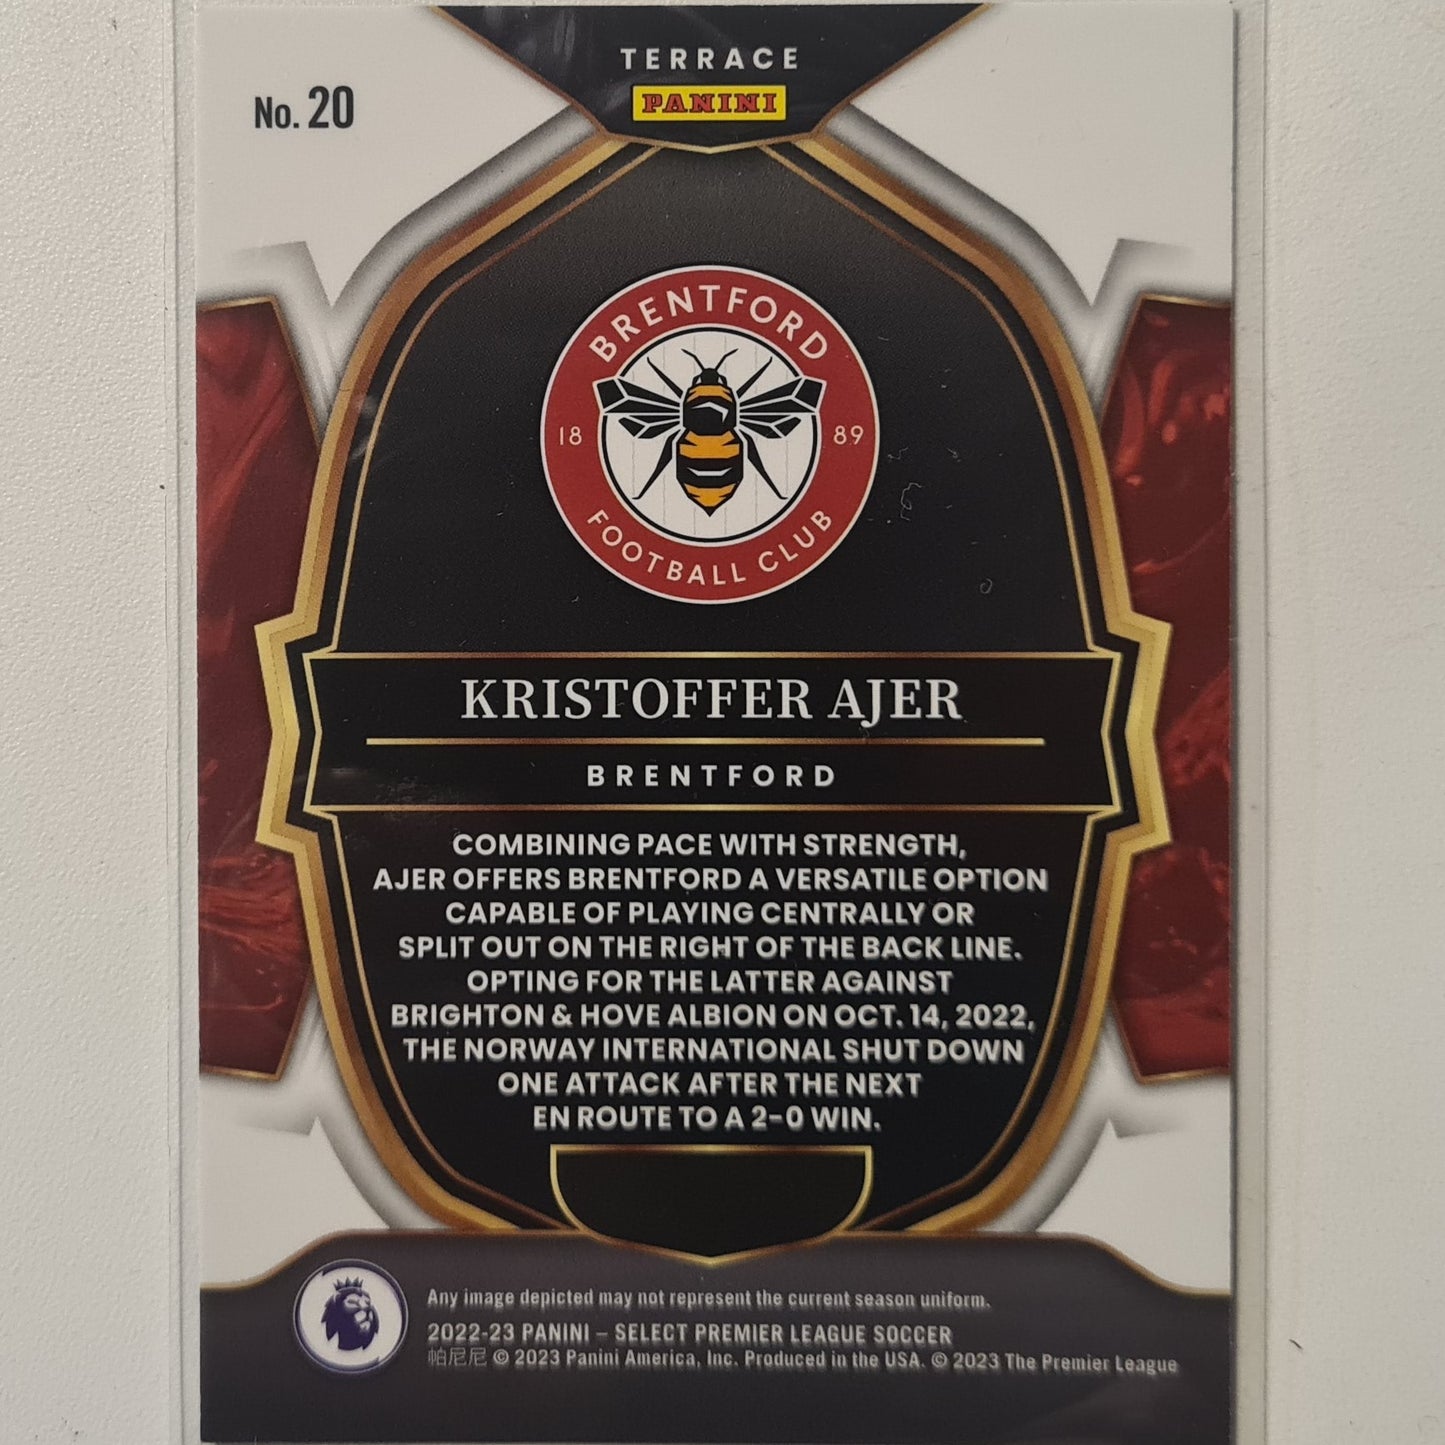 TERRACE
PANINI
No. 20
BRENTFORD
18 89
FOOTBALL CLUB
KRISTOFFER AJER
BRENTFORD
COMBINING PACE WITH STRENGTH,
AJER OFFERS BRENTFORD A VERSATILE OPTION
CAPABLE OF PLAYING CENTRALLY OR
SPLIT OUT ON THE RIGHT OF THE BACK LINE.
OPTING FOR THE LATTER AGAINST
BRIGHTON & HOVE ALBION ON OCT. 14, 2022,
THE NORWAY INTERNATIONAL SHUT DOWN
ONE ATTACK AFTER THE NEXT
EN ROUTE TO A 2-0 WIN.
Any image depicted may not represent the current season uniform.
2022-23 PANINI – SELECT PREMIER LEAGUE SOCCER
帕尼尼 © 2023 Panini America, Inc. Produced in the USA. © 2023 The Premier League